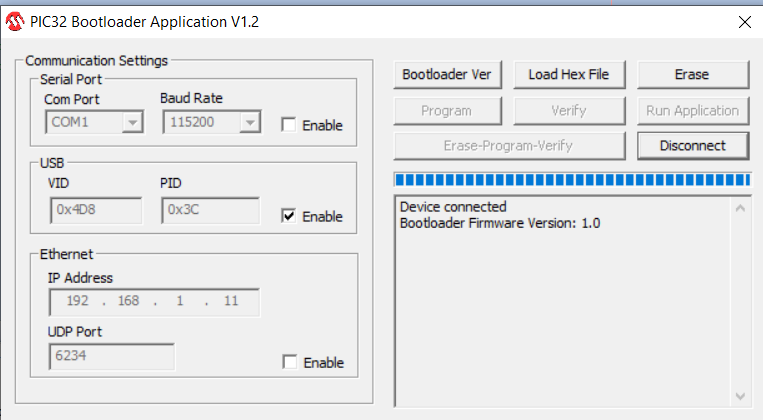 PIC32 Bootloader Application V1.2
Communication Settings
Serial Port
Com Port
Baud Rate
COM1
115200
Enable
USB
VID
PID
0x4D8
0x3C
Enable
Ethernet
IP Address
192 . 168 . 1 . 11
UDP Port
6234
Enable
Bootloader Ver
Load Hex File
Erase
Program
Verify
Run Application
Erase-Program-Verify
Disconnect
Device connected
Bootloader Firmware Version: 1.0